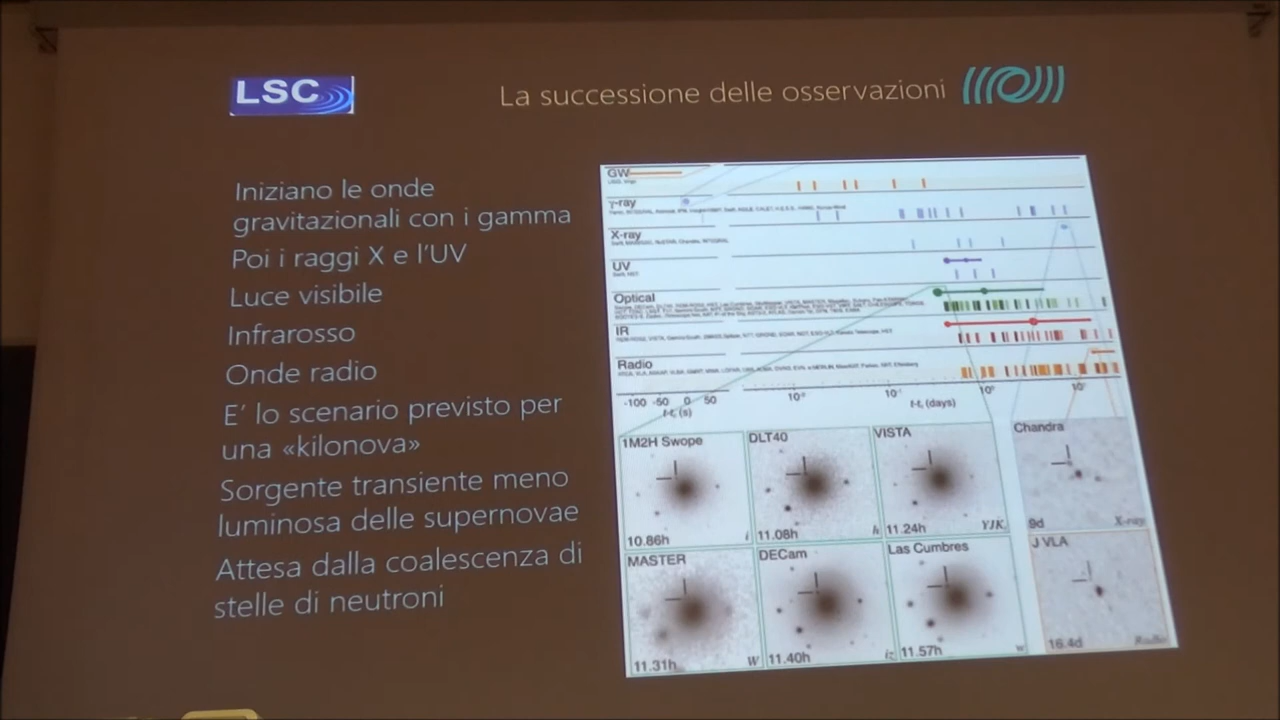 LSC
La successione delle osservazioni
Iniziano le onde
gravitazionali con i gamma
Poi i raggi X e l'UV
Luce visibile
Infrarosso
Onde radio
E' lo scenario previsto per
una «kilonova»
Sorgente transiente meno
luminosa delle supernovae
Attesa dalla coalescenza di
stelle di neutroni
GW
γ-ray
X-ray
UV
Optical
IR
Radio
-100 -50 0 50
(s)
(days)
1M2H Swope
10.86h i
DLT40
11.08h h
VISTA
11.24h YJK
Chandra
9d X-ray
MASTER
11.31h W
DECam
11.40h iz
Las Cumbres
11.57h w
J VLA
16.4d Radio